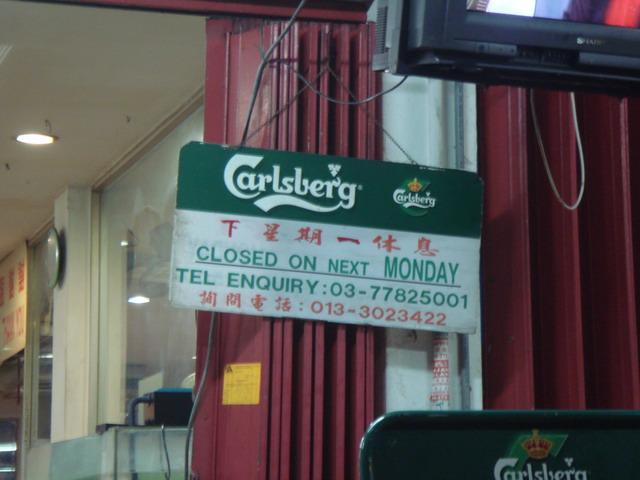 SHARP
Carlsberg
Carlsberg
下星期一休息
CLOSED ON NEXT MONDAY
TEL ENQUIRY:03-77825001
詢問電話:013-3023422
Carlsberg